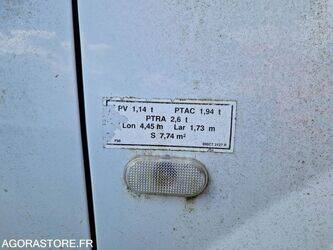 PV 1,14 t PTAC 1,94 t
PTRA 2,6 t
Lon 4,45 m Lar 1,73 m
S 7,74 m²
AGORASTORE.FR